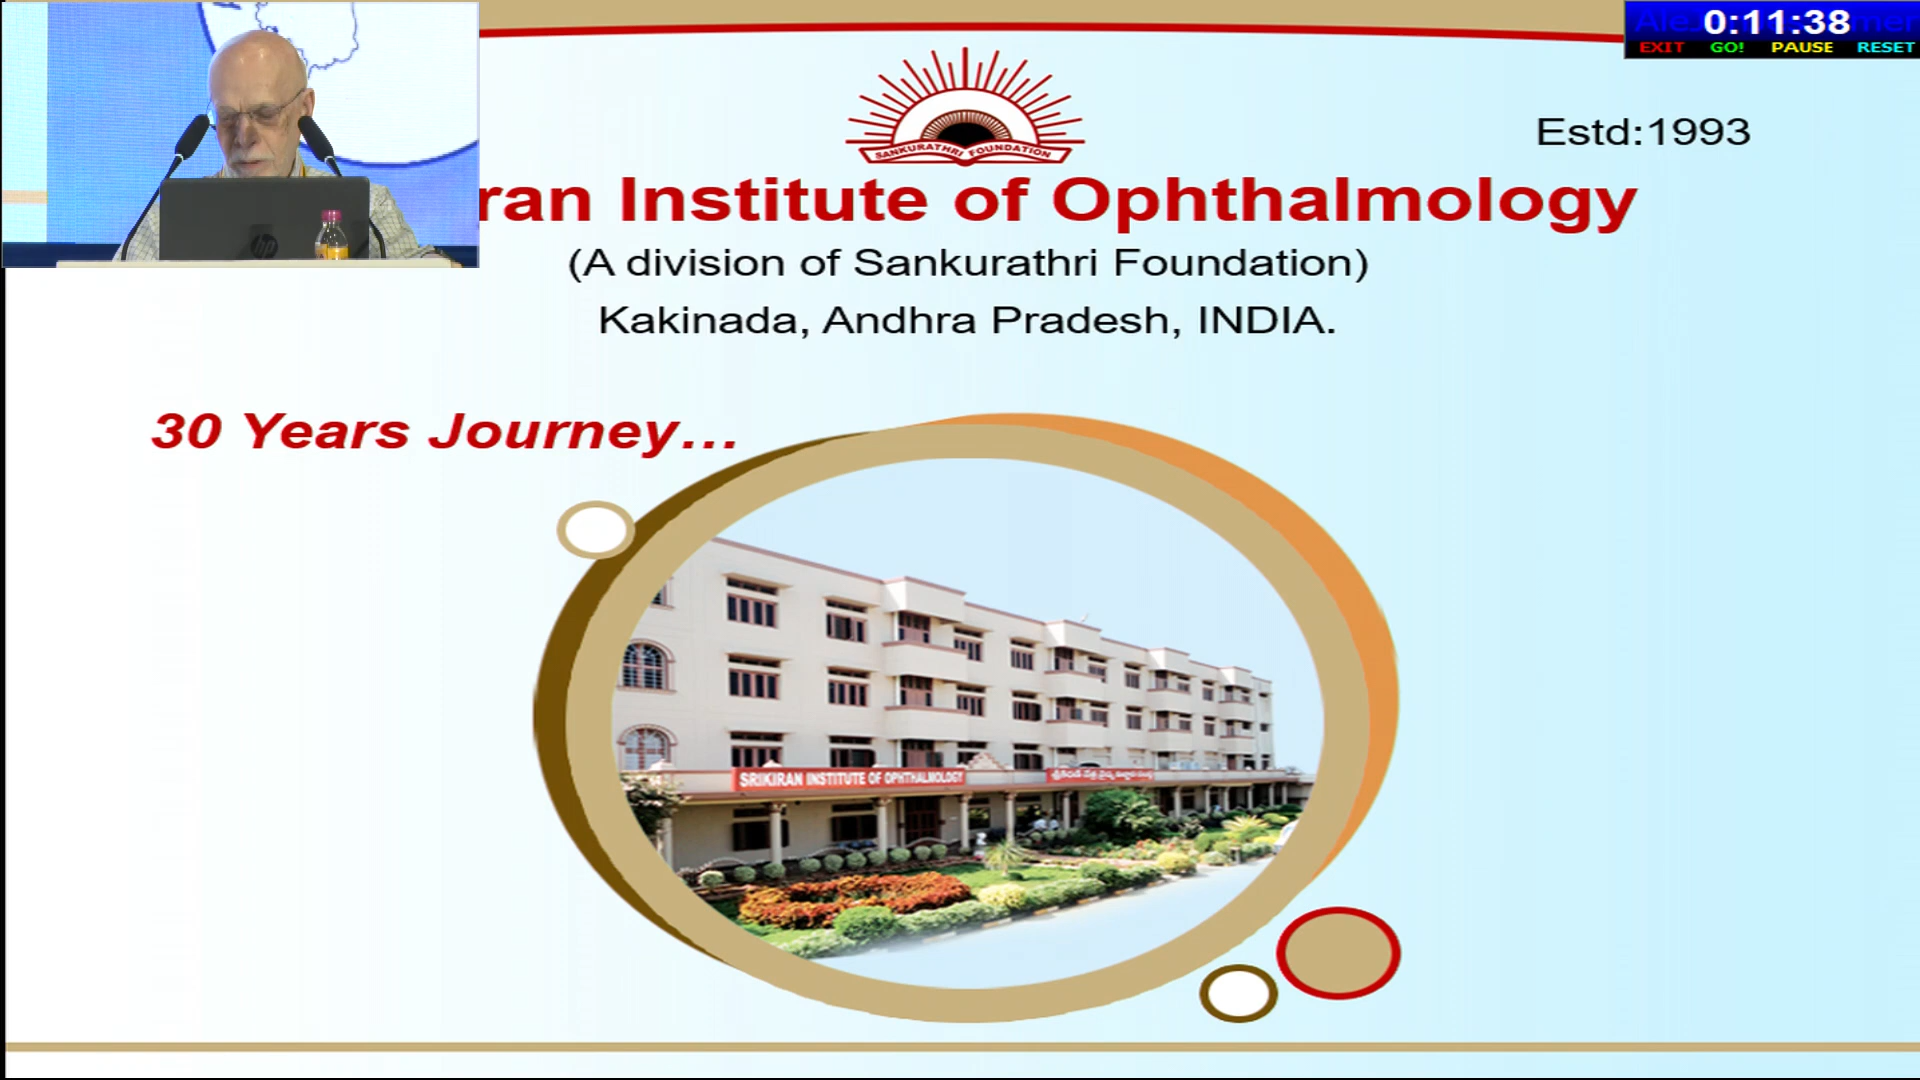 0:11:38
EXIT GO! PAUSE RESET
SANKURATHRI FOUNDATION
Estd:1993
ran Institute of Ophthalmology
(A division of Sankurathri Foundation)
Kakinada, Andhra Pradesh, INDIA.
30 Years Journey...
SRIKIRAN INSTITUTE OF OPHTHALMOLOGY
hp